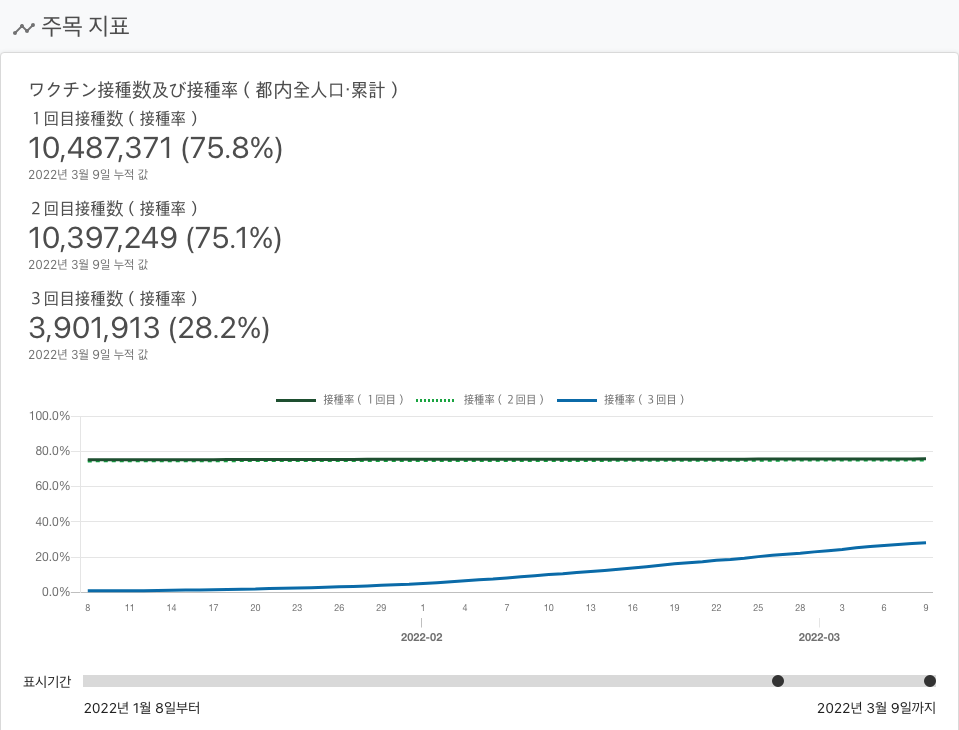 주목 지표
ワクチン接種数及び接種率 ( 都内全人口·累計 )
1回目接種数 ( 接種率 )
10,487,371 (75.8%)
2022년 3월 9일 누적 값
2回目接種数 ( 接種率 )
10,397,249 (75.1%)
2022년 3월 9일 누적 값
3回目接種数 ( 接種率 )
3,901,913 (28.2%)
2022년 3월 9일 누적 값
接種率 ( 1回目 ) 接種率 ( 2回目 ) 接種率 ( 3回目 )
100.0%
80.0%
60.0%
40.0%
20.0%
0.0%
8 11 14 17 20 23 26 29 1 4 7 10 13 16 19 22 25 28 3 6 9
2022-02 2022-03
표시기간
2022년 1월 8일부터 2022년 3월 9일까지